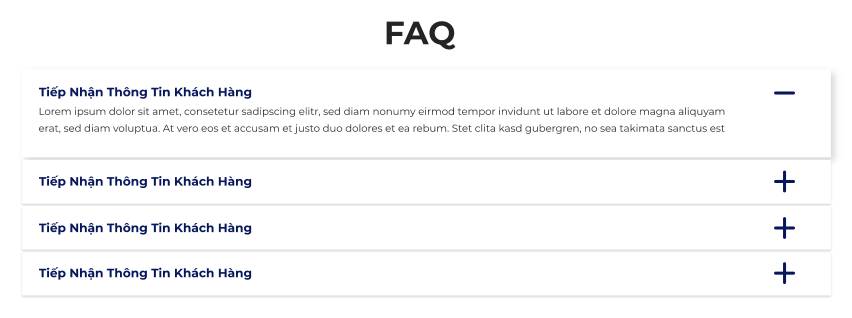 FAQ
Tiếp Nhận Thông Tin Khách Hàng
Lorem ipsum dolor sit amet, consetetur sadipscing elitr, sed diam nonumy eirmod tempor invidunt ut labore et dolore magna aliquyam
erat, sed diam voluptua. At vero eos et accusam et justo duo dolores et ea rebum. Stet clita kasd gubergren, no sea takimata sanctus est
Tiếp Nhận Thông Tin Khách Hàng
Tiếp Nhận Thông Tin Khách Hàng
Tiếp Nhận Thông Tin Khách Hàng